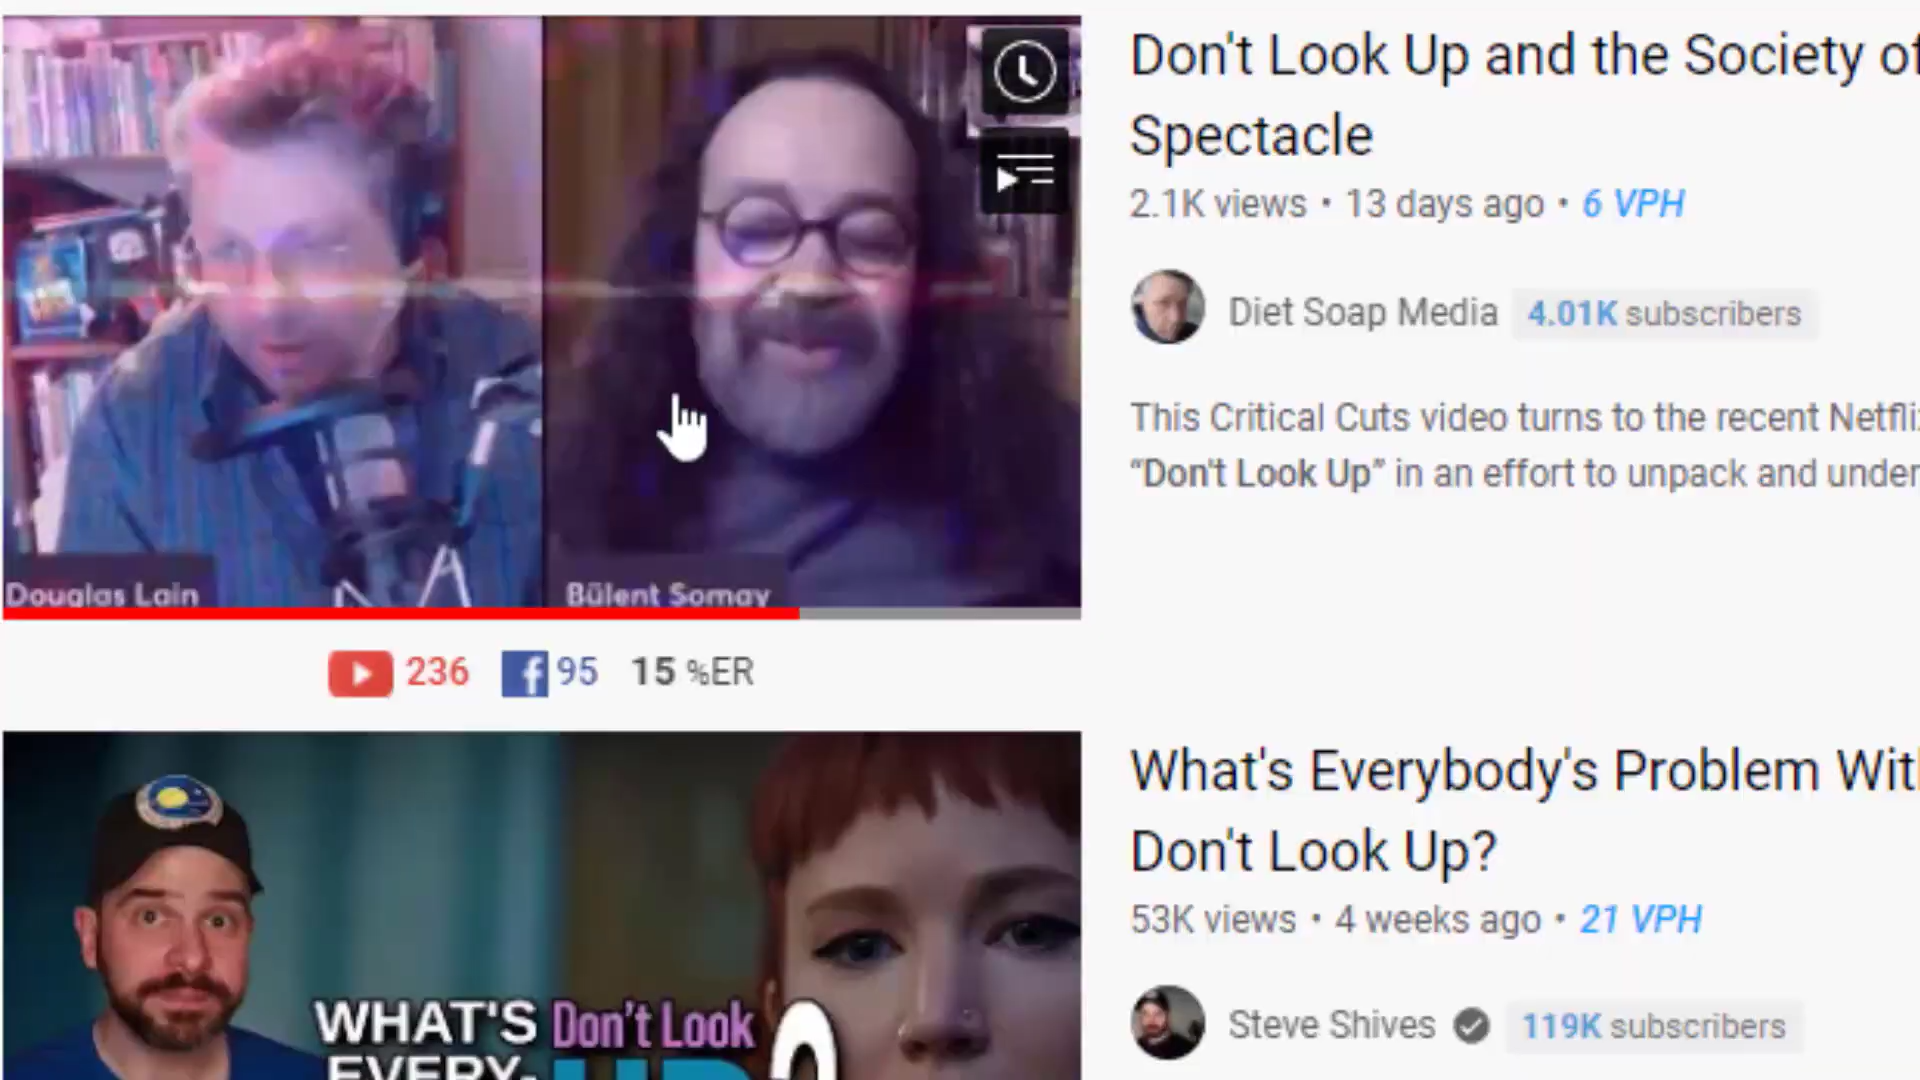 Don't Look Up and the Society of
Spectacle
2.1K views • 13 days ago • 6 VPH
Diet Soap Media 4.01K subscribers
This Critical Cuts video turns to the recent
“Don't Look Up” in an effort to unpack and
Douglas Lain
Bülent Somay
236 95 15 %ER
What's Everybody's Problem
Don't Look Up?
53K views • 4 weeks ago • 21 VPH
Steve Shives 119K subscribers
WHAT'S Don't Look
EVERY- UP ?